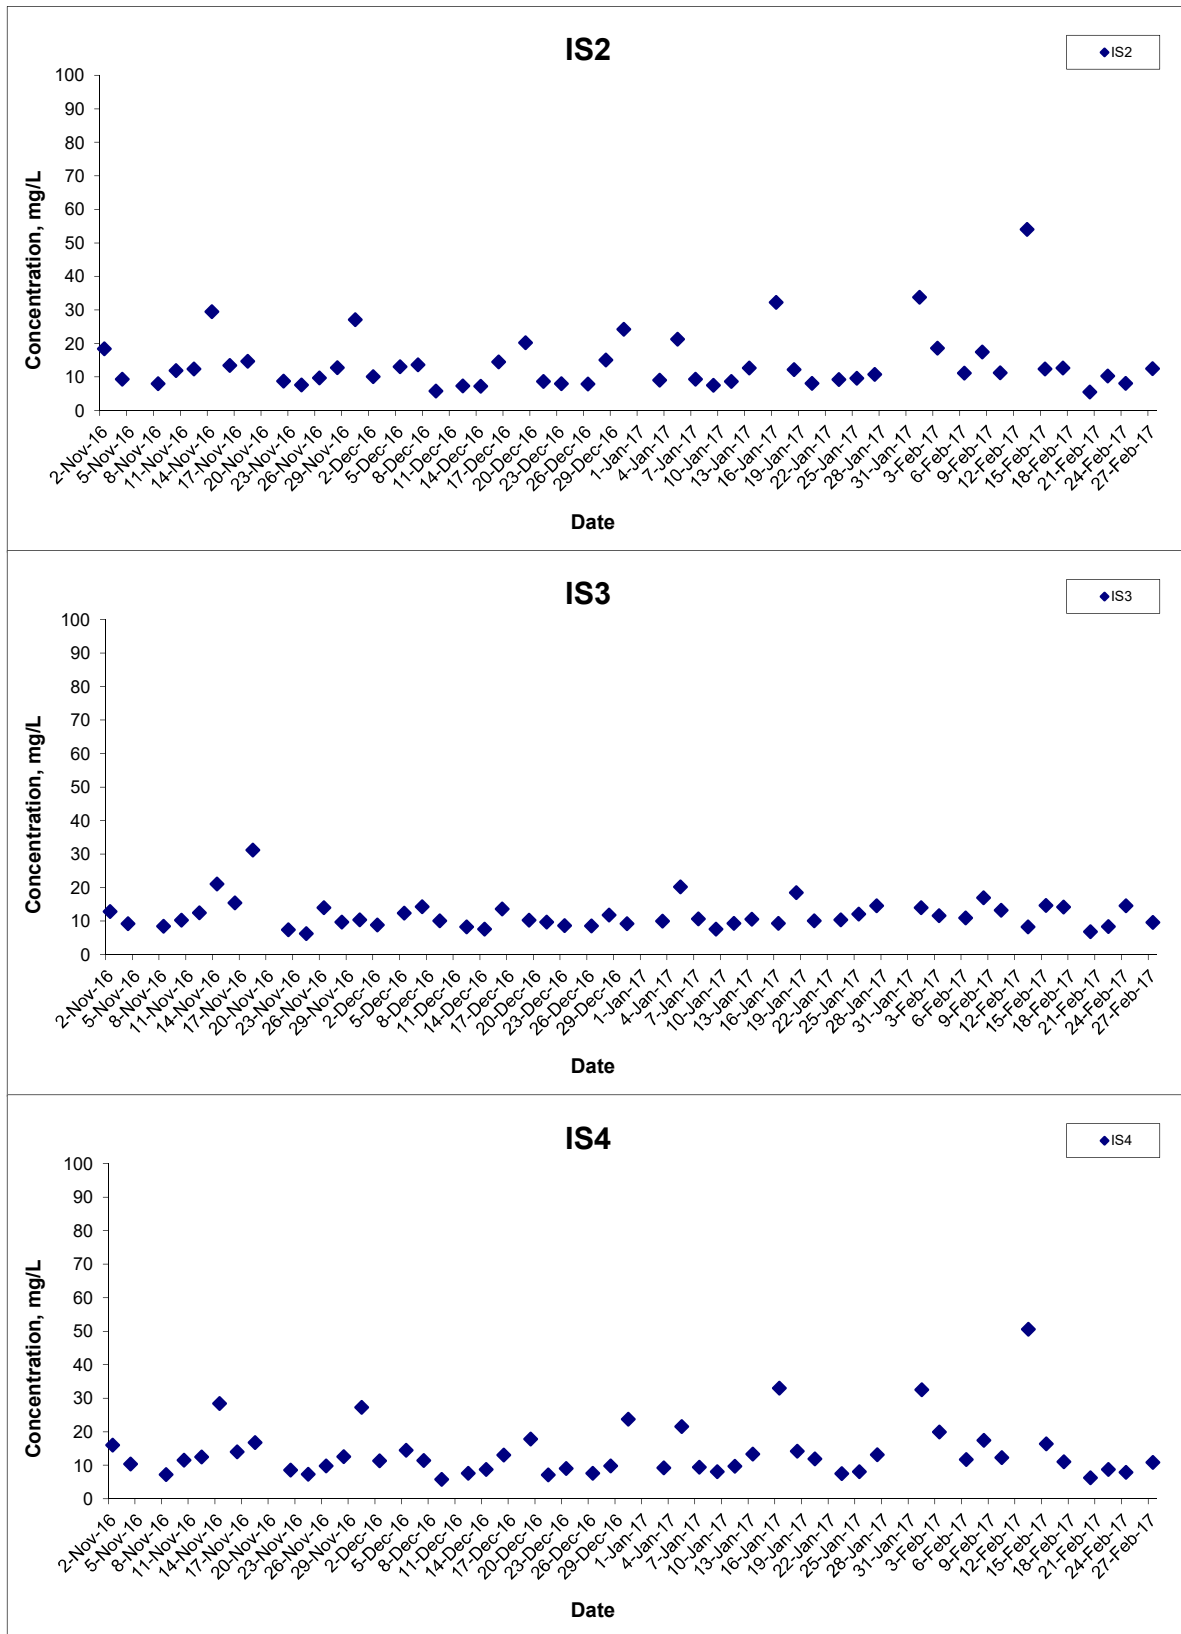 IS2
IS2
100
90
80
70
60
50
40
30
20
10
0
Concentration, mg/L
2-Nov-16
5-Nov-16
8-Nov-16
11-Nov-16
14-Nov-16
17-Nov-16
20-Nov-16
23-Nov-16
26-Nov-16
29-Nov-16
2-Dec-16
5-Dec-16
8-Dec-16
11-Dec-16
14-Dec-16
17-Dec-16
20-Dec-16
23-Dec-16
26-Dec-16
29-Dec-16
1-Jan-17
4-Jan-17
7-Jan-17
10-Jan-17
13-Jan-17
16-Jan-17
19-Jan-17
22-Jan-17
25-Jan-17
28-Jan-17
31-Jan-17
3-Feb-17
6-Feb-17
9-Feb-17
12-Feb-17
15-Feb-17
18-Feb-17
21-Feb-17
24-Feb-17
27-Feb-17
Date
IS3
IS3
100
90
80
70
60
50
40
30
20
10
0
Concentration, mg/L
2-Nov-16
5-Nov-16
8-Nov-16
11-Nov-16
14-Nov-16
17-Nov-16
20-Nov-16
23-Nov-16
26-Nov-16
29-Nov-16
2-Dec-16
5-Dec-16
8-Dec-16
11-Dec-16
14-Dec-16
17-Dec-16
20-Dec-16
23-Dec-16
26-Dec-16
29-Dec-16
1-Jan-17
4-Jan-17
7-Jan-17
10-Jan-17
13-Jan-17
16-Jan-17
19-Jan-17
22-Jan-17
25-Jan-17
28-Jan-17
31-Jan-17
3-Feb-17
6-Feb-17
9-Feb-17
12-Feb-17
15-Feb-17
18-Feb-17
21-Feb-17
24-Feb-17
27-Feb-17
Date
IS4
IS4
100
90
80
70
60
50
40
30
20
10
0
Concentration, mg/L
2-Nov-16
5-Nov-16
8-Nov-16
11-Nov-16
14-Nov-16
17-Nov-16
20-Nov-16
23-Nov-16
26-Nov-16
29-Nov-16
2-Dec-16
5-Dec-16
8-Dec-16
11-Dec-16
14-Dec-16
17-Dec-16
20-Dec-16
23-Dec-16
26-Dec-16
29-Dec-16
1-Jan-17
4-Jan-17
7-Jan-17
10-Jan-17
13-Jan-17
16-Jan-17
19-Jan-17
22-Jan-17
25-Jan-17
28-Jan-17
31-Jan-17
3-Feb-17
6-Feb-17
9-Feb-17
12-Feb-17
15-Feb-17
18-Feb-17
21-Feb-17
24-Feb-17
27-Feb-17
Date